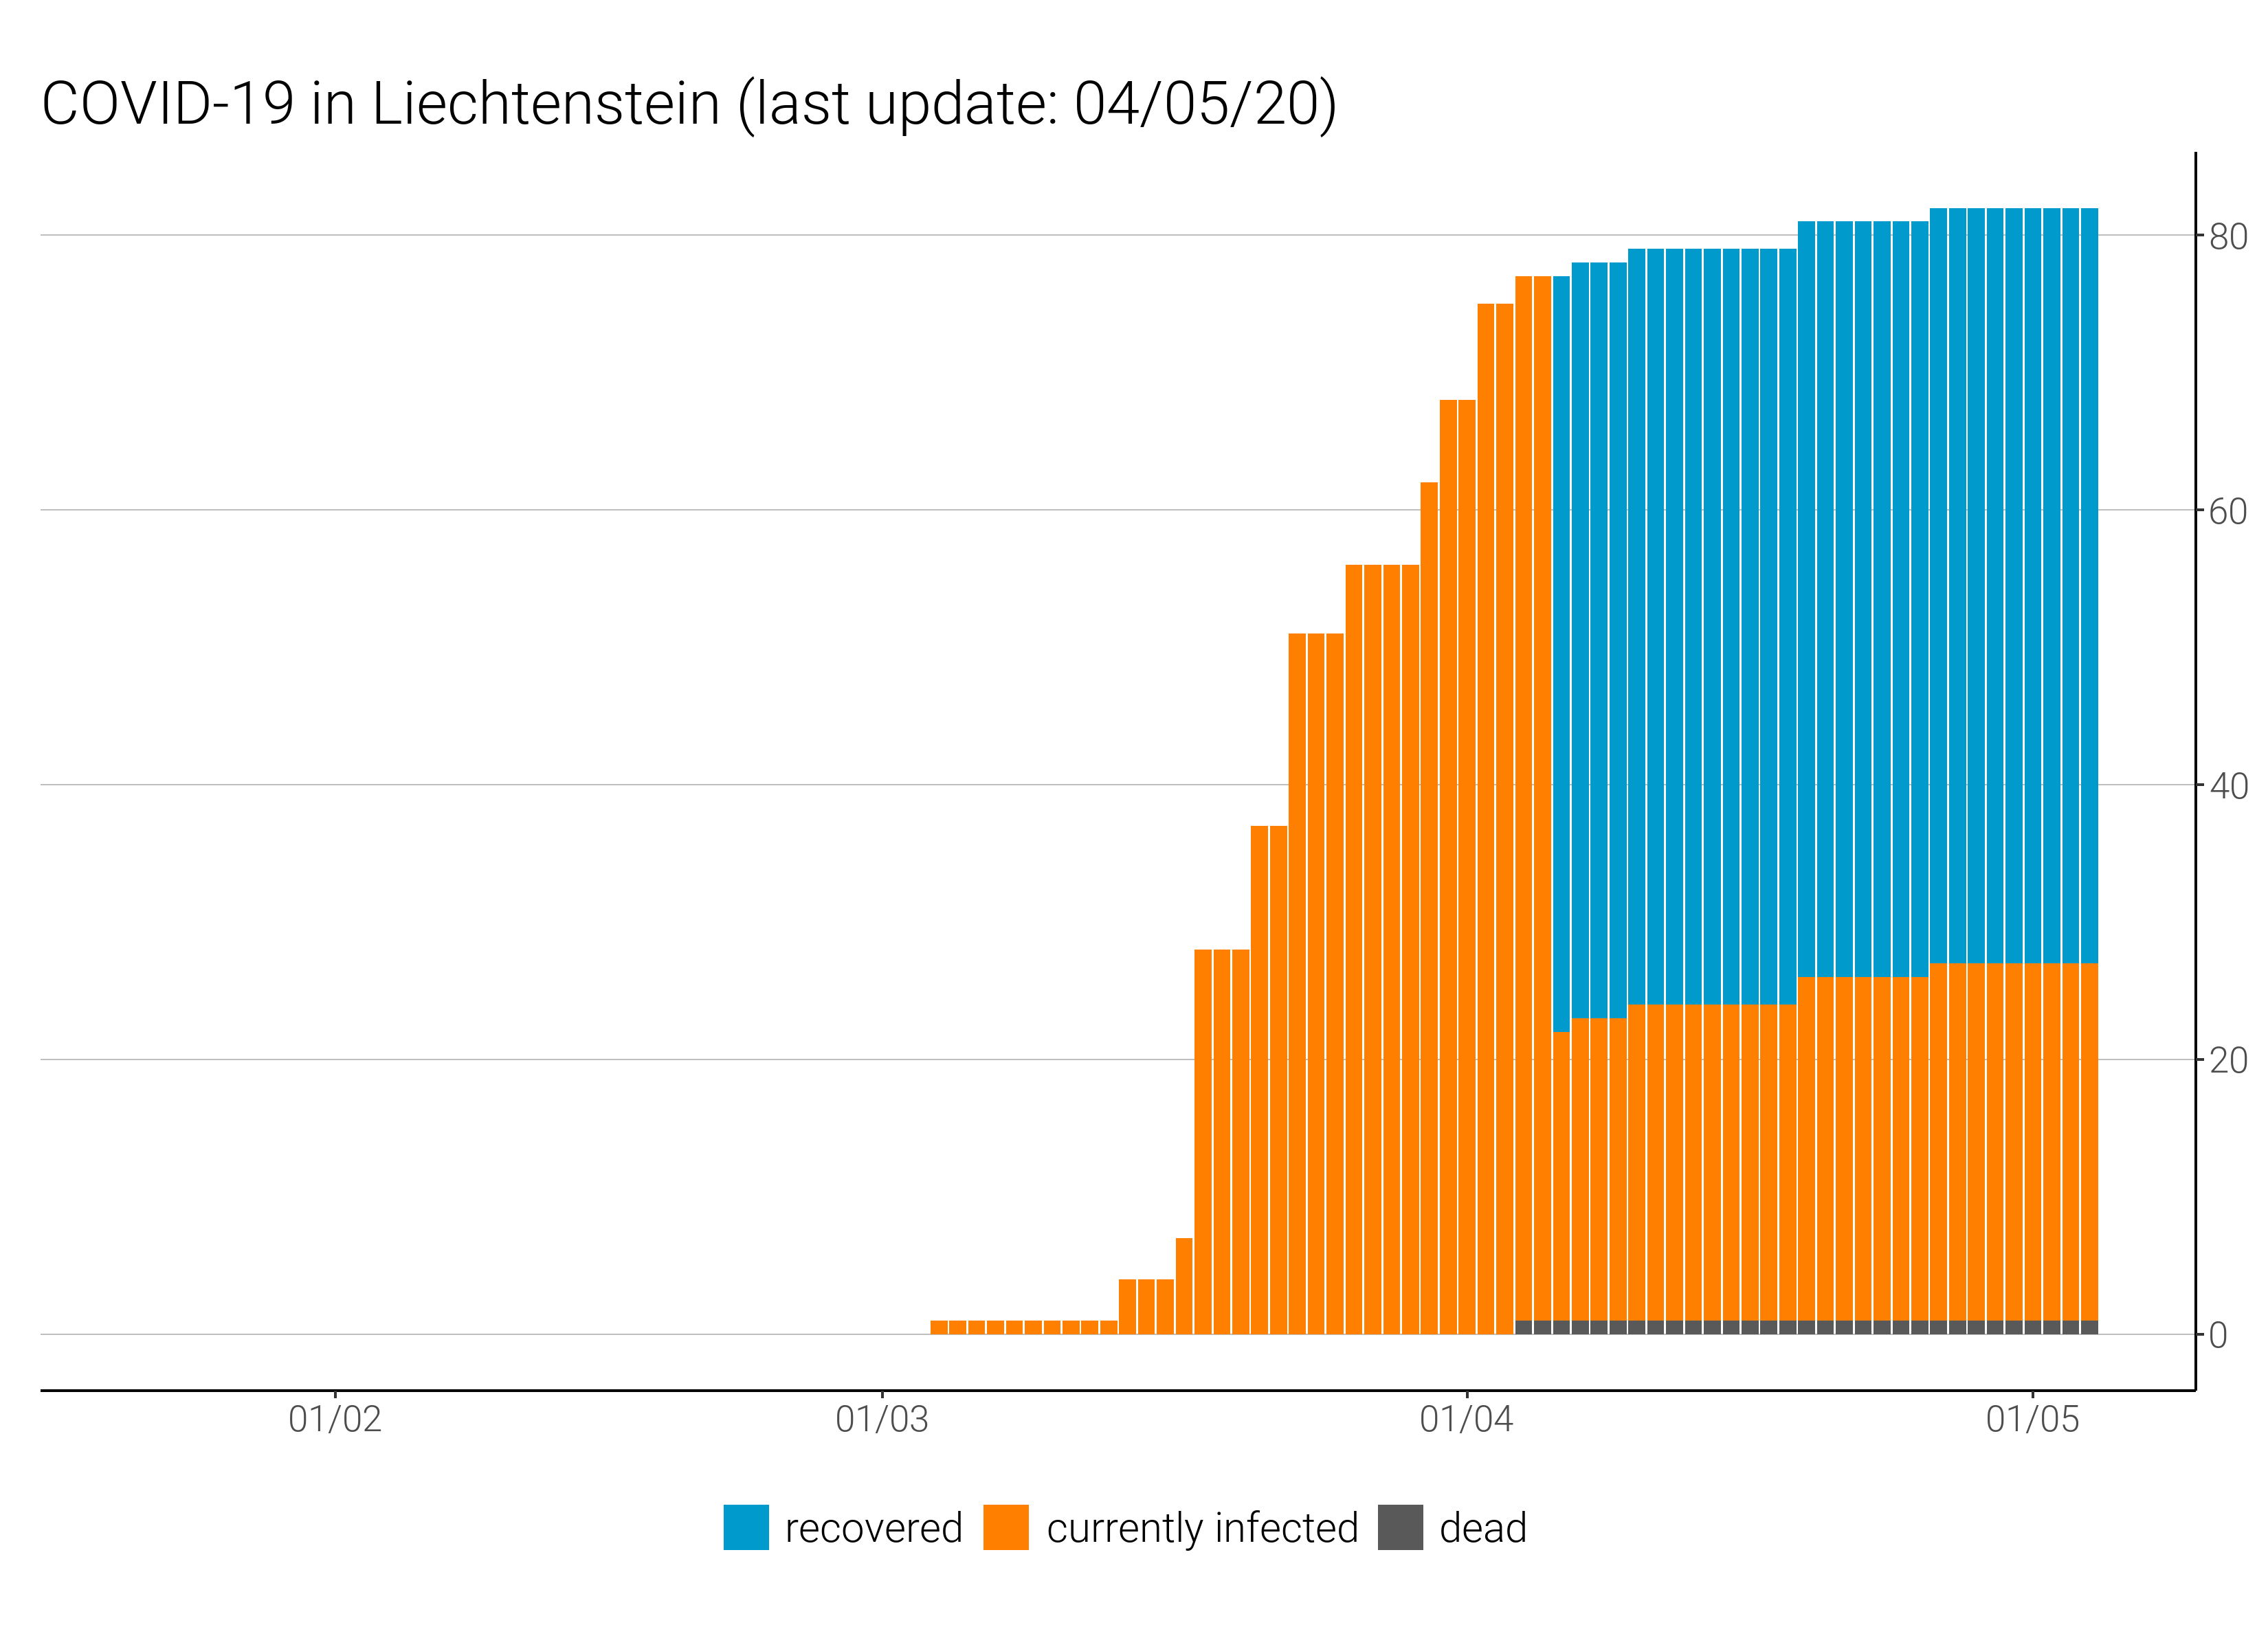 COVID-19 in Liechtenstein (last update: 04/05/20)
80
60
40
20
0
01/02 01/03 01/04 01/05
recovered currently infected dead